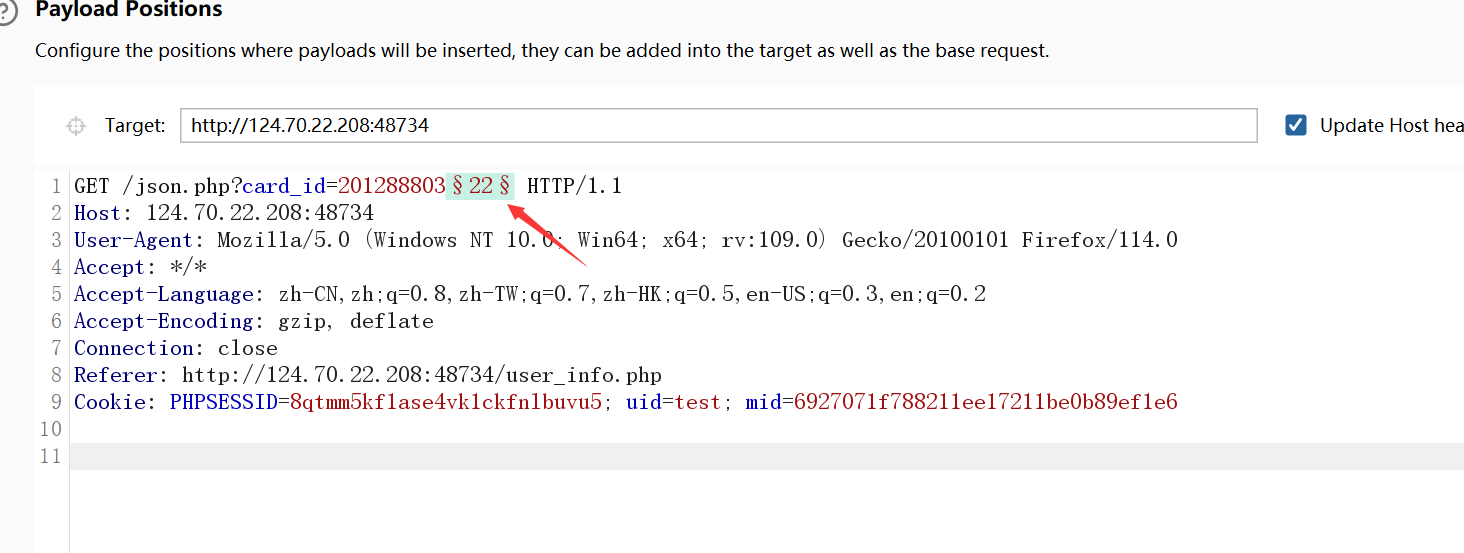 Payload Positions
Configure the positions where payloads will be inserted, they can be added into the target as well as the base request.
Target: http://124.70.22.208:48734 Update Host hea
1 GET /json.php?card_id=201288803§22§ HTTP/1.1
2 Host: 124.70.22.208:48734
3 User-Agent: Mozilla/5.0 (Windows NT 10.0; Win64; x64; rv:109.0) Gecko/20100101 Firefox/114.0
4 Accept: */*
5 Accept-Language: zh-CN,zh;q=0.8,zh-TW;q=0.7,zh-HK;q=0.5,en-US;q=0.3,en;q=0.2
6 Accept-Encoding: gzip, deflate
7 Connection: close
8 Referer: http://124.70.22.208:48734/user_info.php
9 Cookie: PHPSESSID=8qtmm5kf1ase4vk1ckfnlbuvu5; uid=test; mid=6927071f788211ee17211be0b89ef1e6
10
11